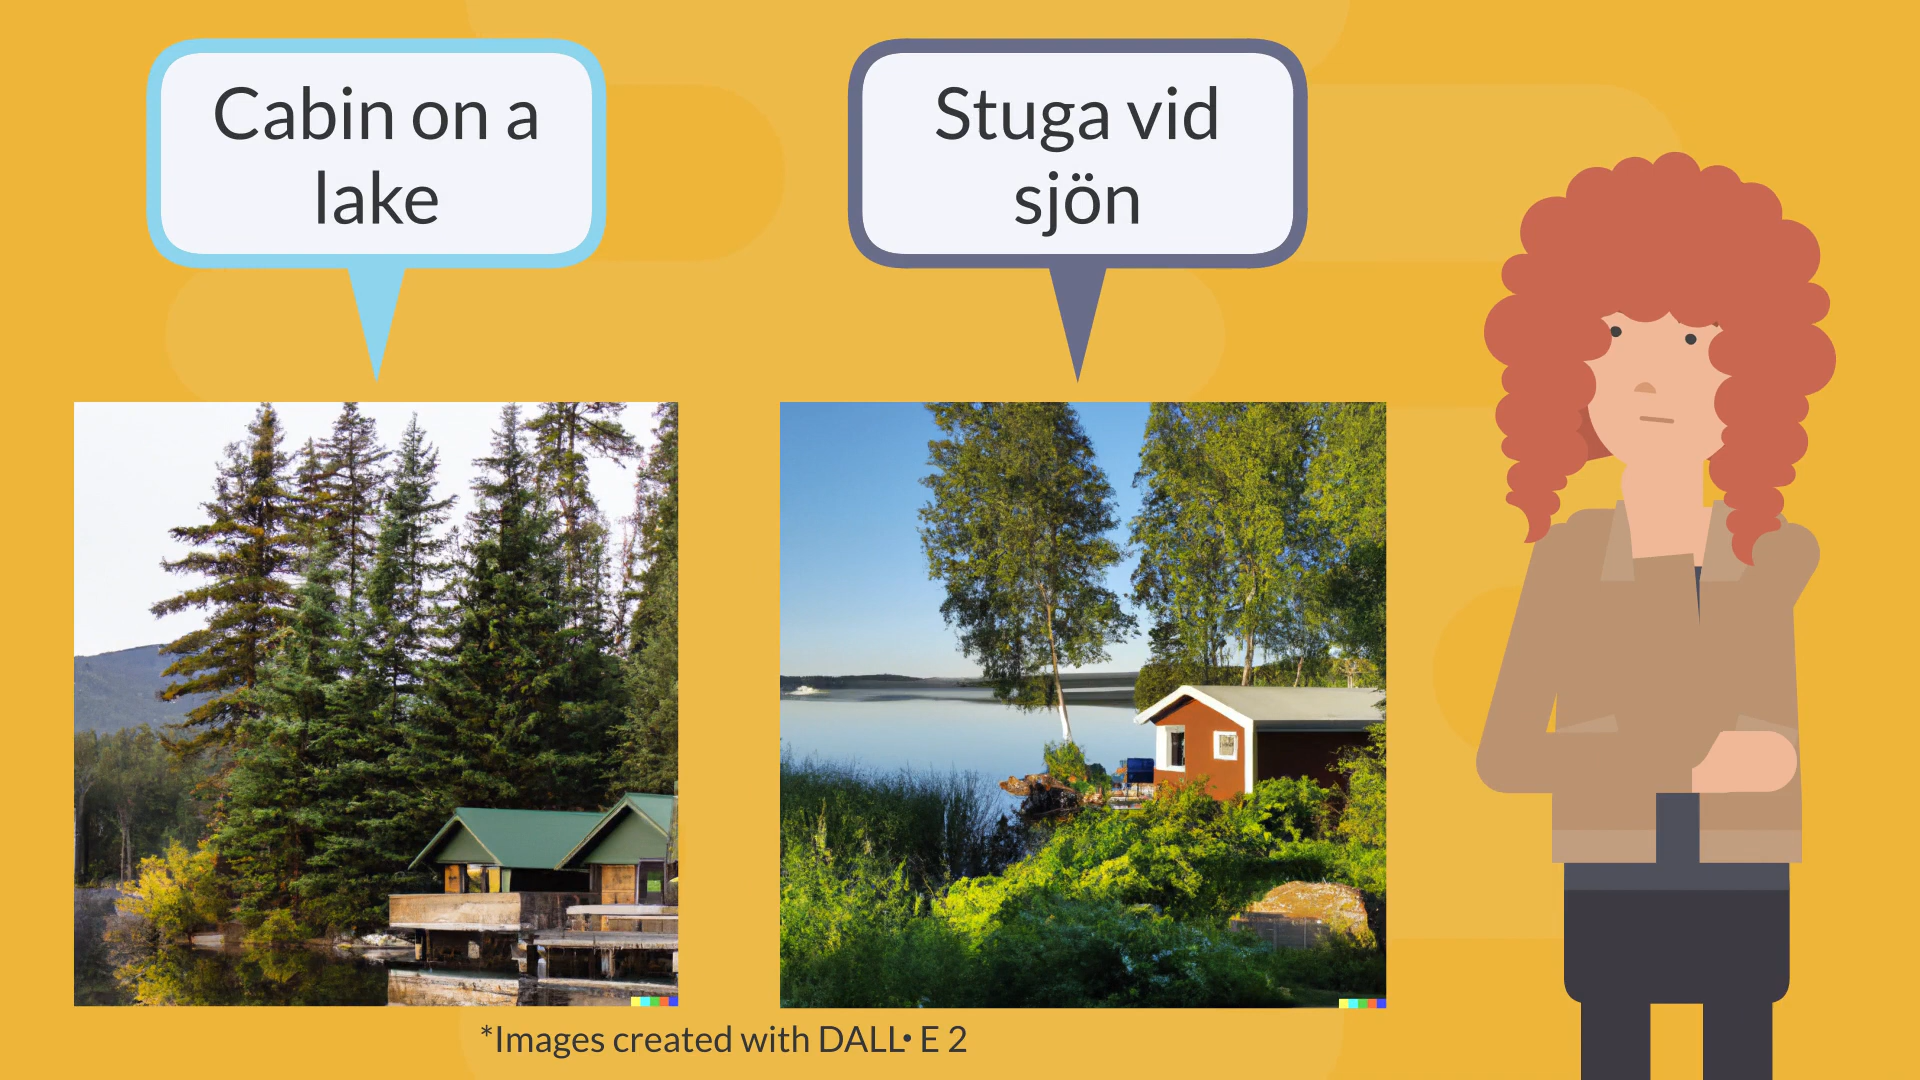 Cabin on a
lake
Stuga vid
sjön
*Images created with DALL• E 2